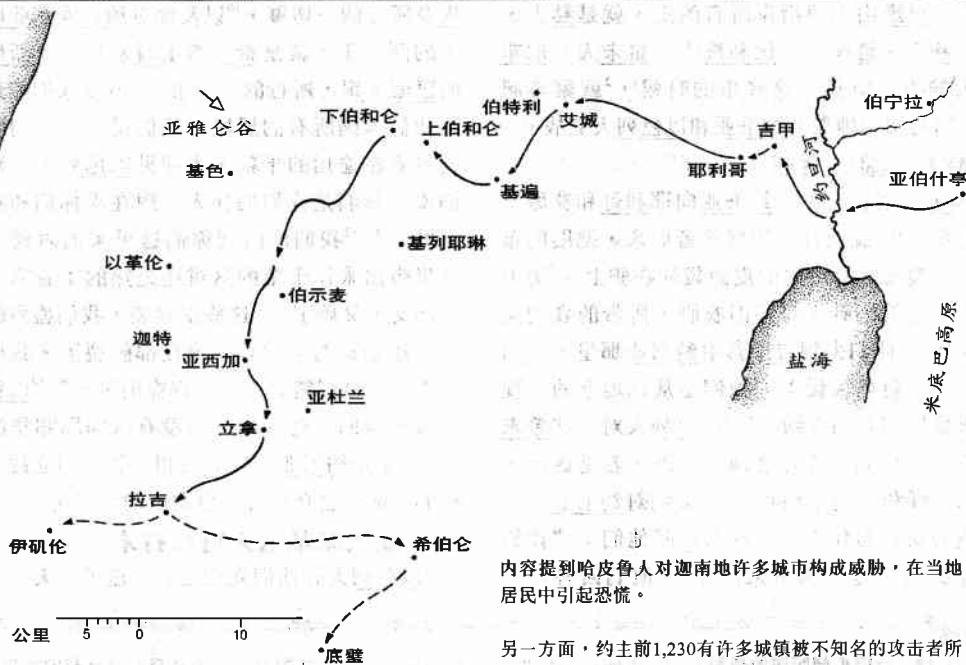 下伯和仑
伯特利
艾城
伯宁拉
亚雅仑谷
上伯和仑
吉甲
基色
耶利哥
约旦河
基遍
亚伯什亭
基列耶琳
以革伦
伯示麦
迦特
亚西加
盐海
米底巴高原
亚杜兰
立拿
拉吉
伊矶伦
希伯仑
内容提到哈皮鲁人对迦南地许多城市构成威胁，在当地
居民中引起恐慌。
公里
5 0 10
底璧
另一方面，约主前1,230有许多城镇被不知名的攻击者所